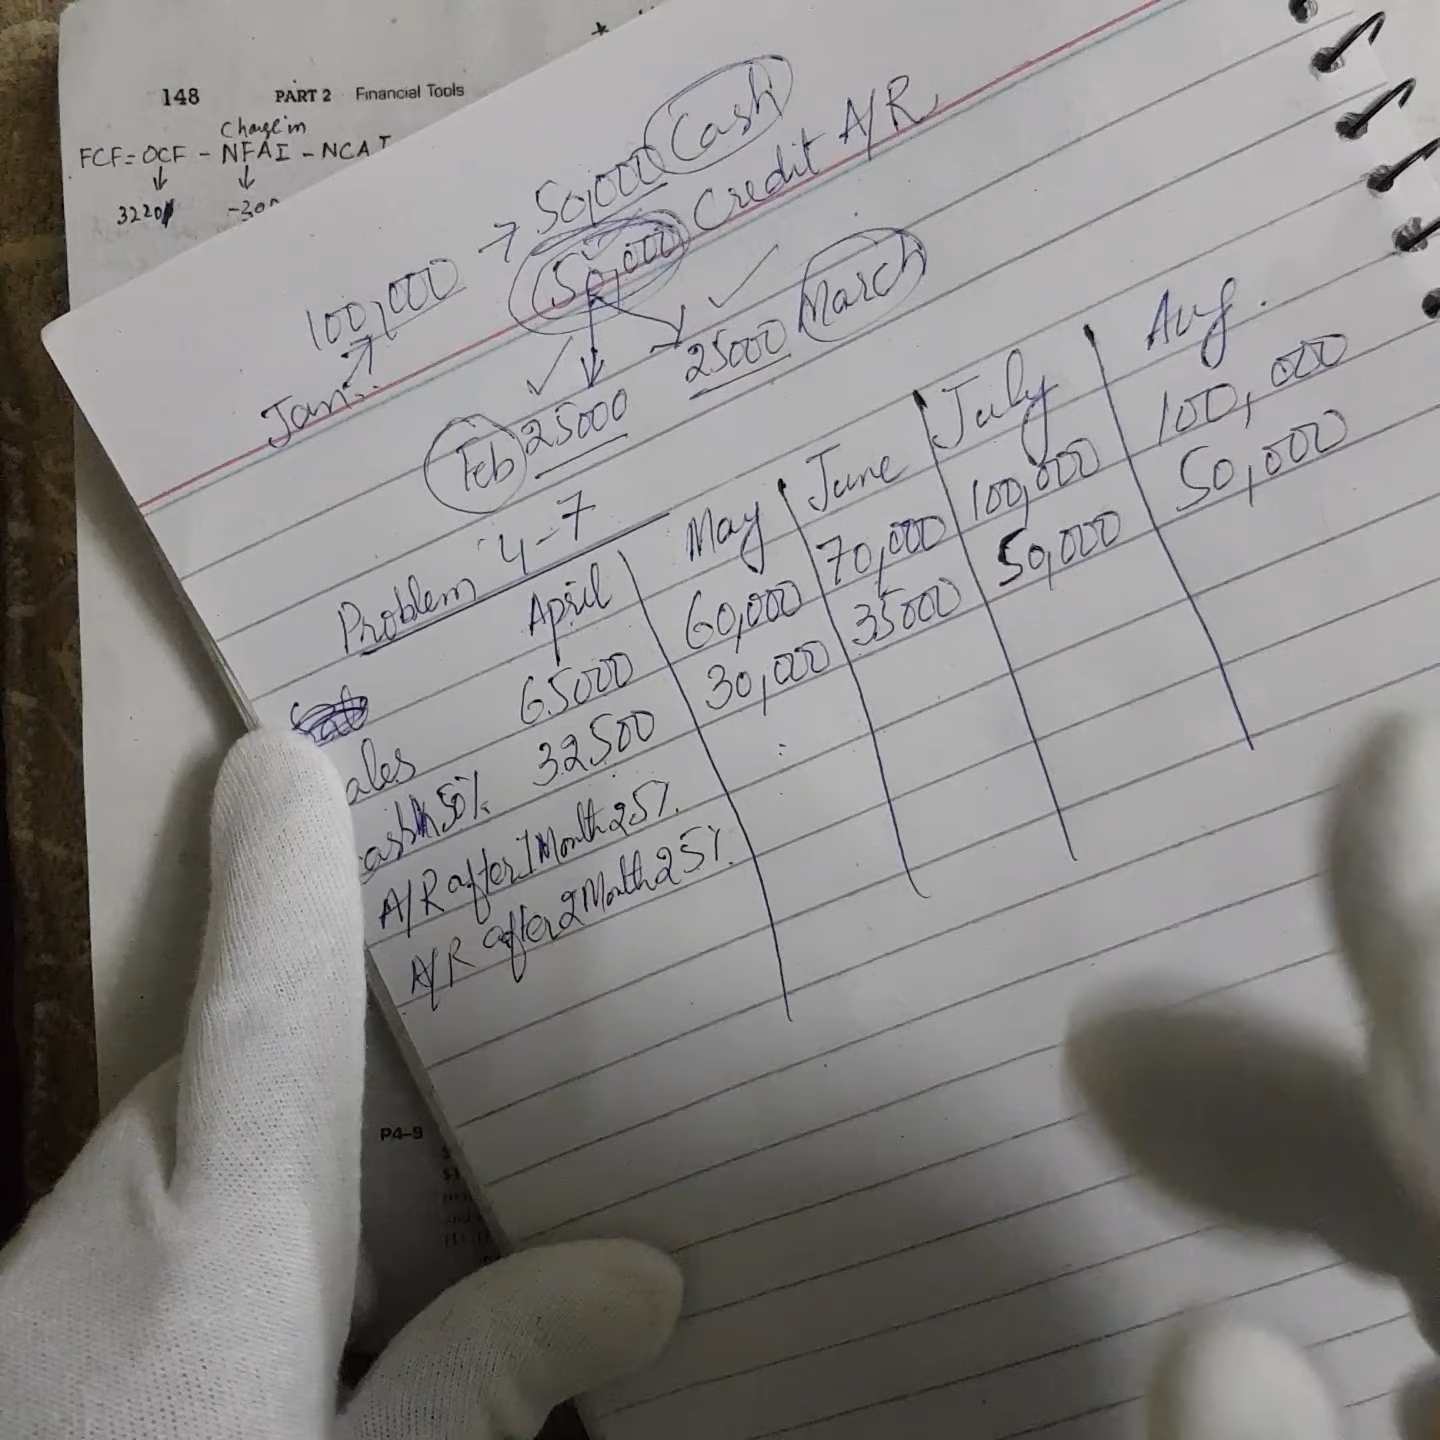 148 PART 2 Financial Tools
Change in
FCF = OCF - NFAI - NCAI
3220
-300
100,000 → 50,000 Cash
50,000 Credit A/R
Jan.
Feb 25000 25000 March
Problem 4-7
April May June July Aug.
ales 65000 60,000 70,000 100,000 100,000
ash 50% 32500 30,000 35000 50,000 50,000
A/R after 1 Month 25%.
A/R after 2 Month 25%.
P4-9